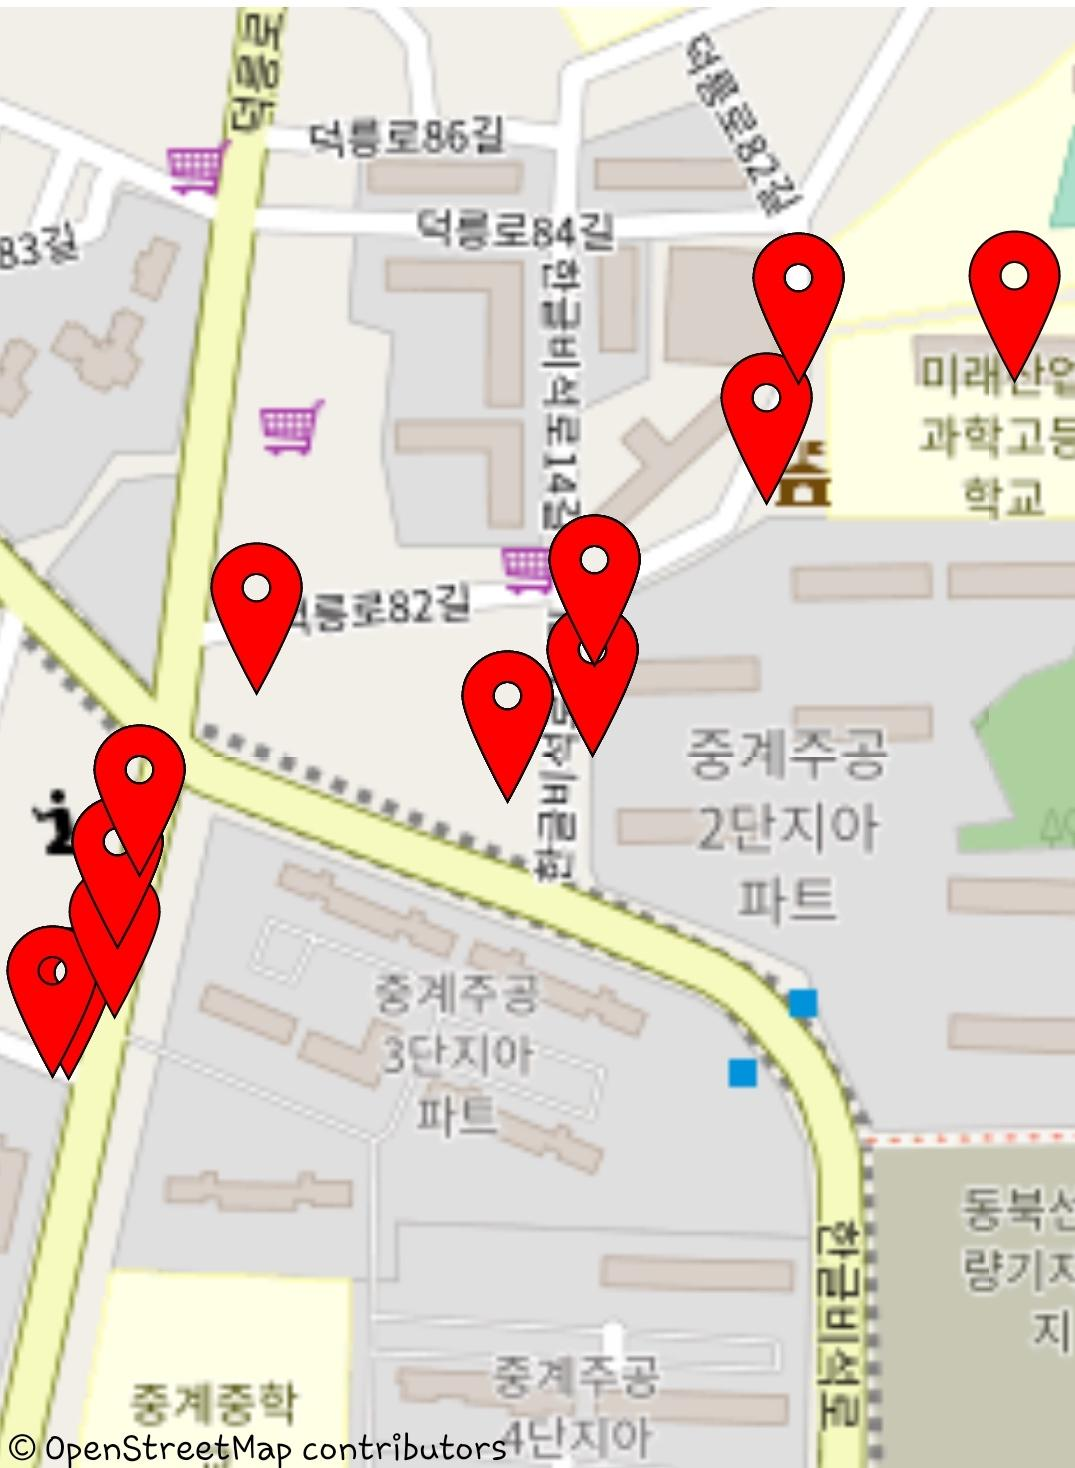 덕릉로
덕릉로86길
덕릉로82길
덕릉로84길
83길
한글비석로14길
미래산업
과학고등
학교
덕릉로82길
중계주공
2단지아
파트
중계주공
3단지아
파트
동북선
량기지
지
한글비석로
중계중학
중계주공
4단지아
© OpenStreetMap contributors